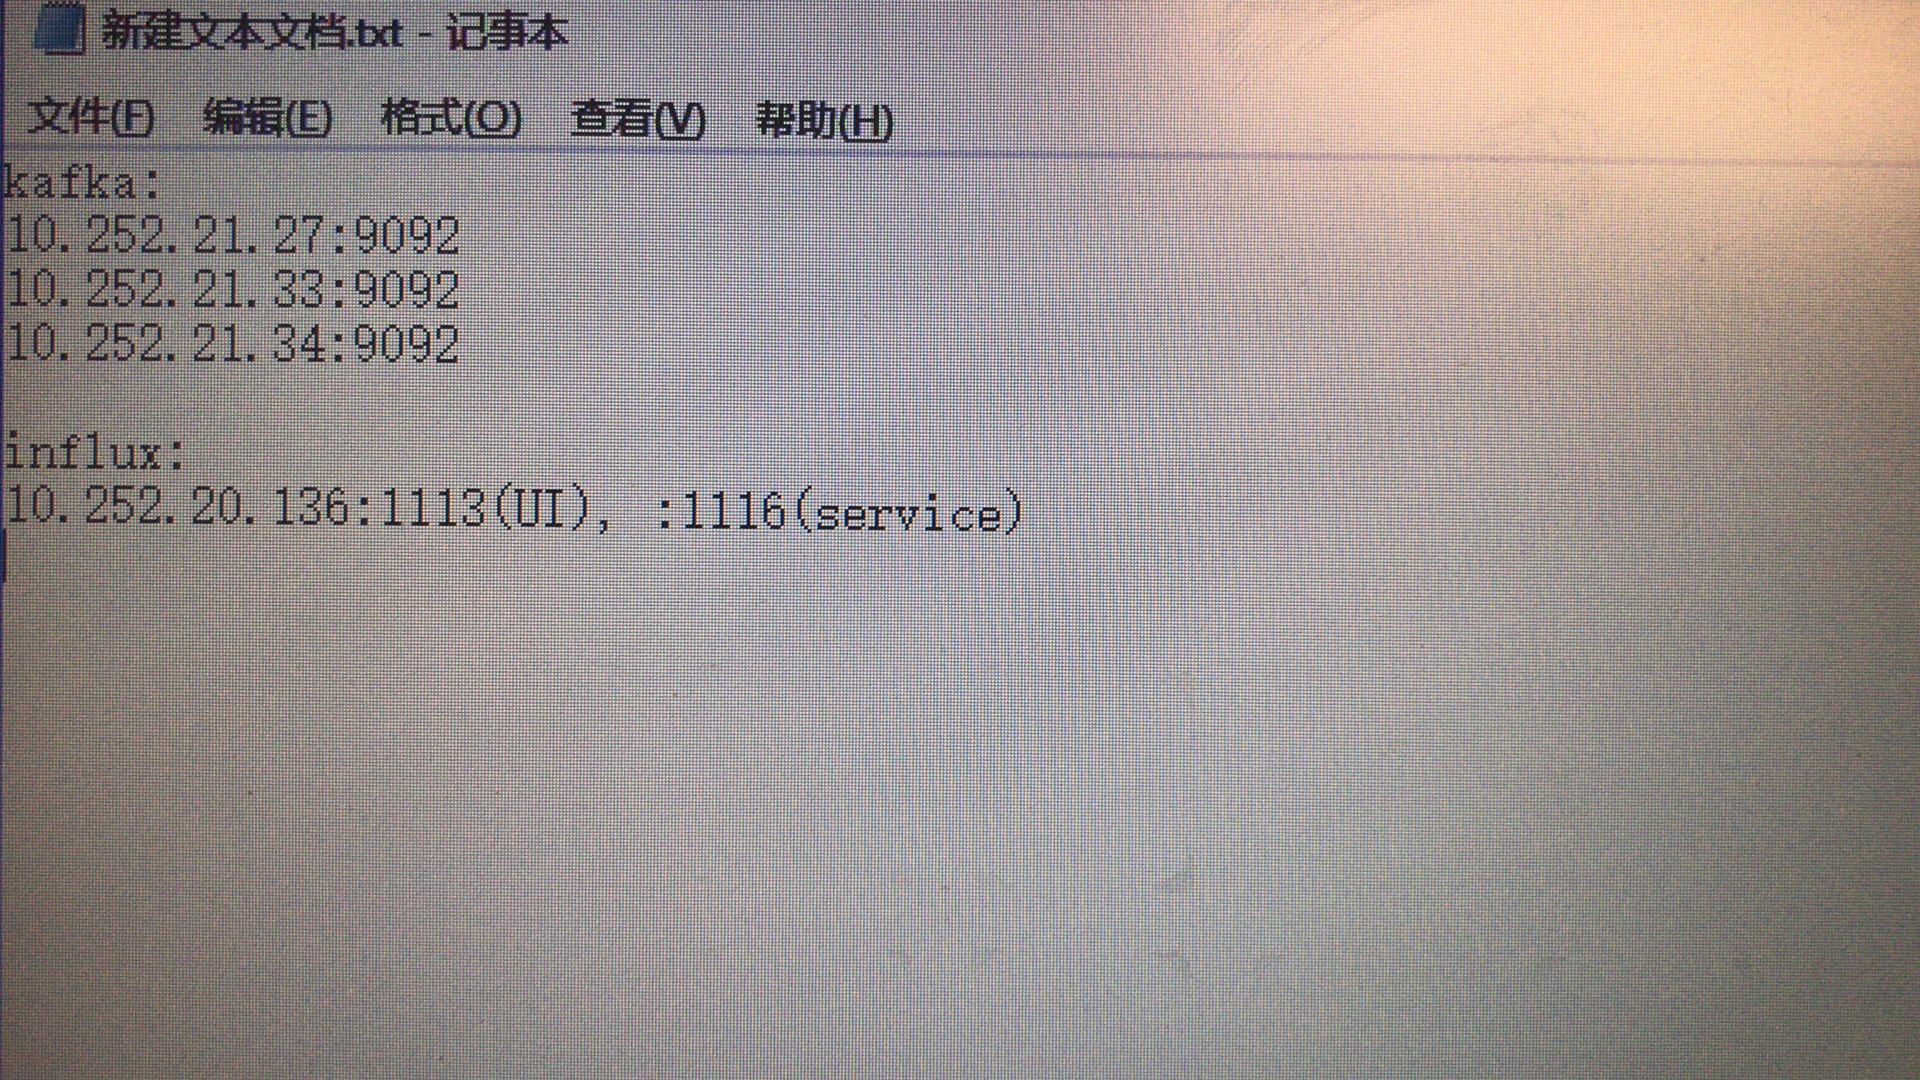 新建文本文档.txt - 记事本
文件(F) 编辑(E) 格式(O) 查看(V) 帮助(H)
kafka:
10.252.21.27:9092
10.252.21.33:9092
10.252.21.34:9092
influx:
10.252.20.136:1113(UI), :1116(service)